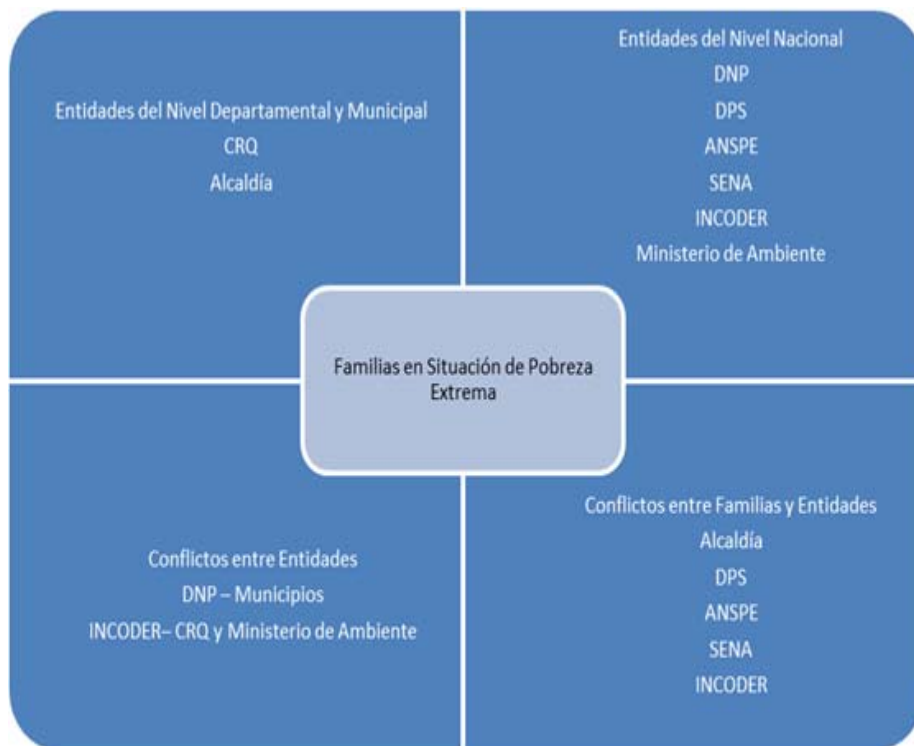 Entidades del Nivel Departamental y Municipal
CRQ
Alcaldía
Entidades del Nivel Nacional
DNP
DPS
ANSPE
SENA
INCODER
Ministerio de Ambiente
Familias en Situación de Pobreza
Extrema
Conflictos entre Entidades
DNP – Municipios
INCODER– CRQ y Ministerio de Ambiente
Conflictos entre Familias y Entidades
Alcaldía
DPS
ANSPE
SENA
INCODER